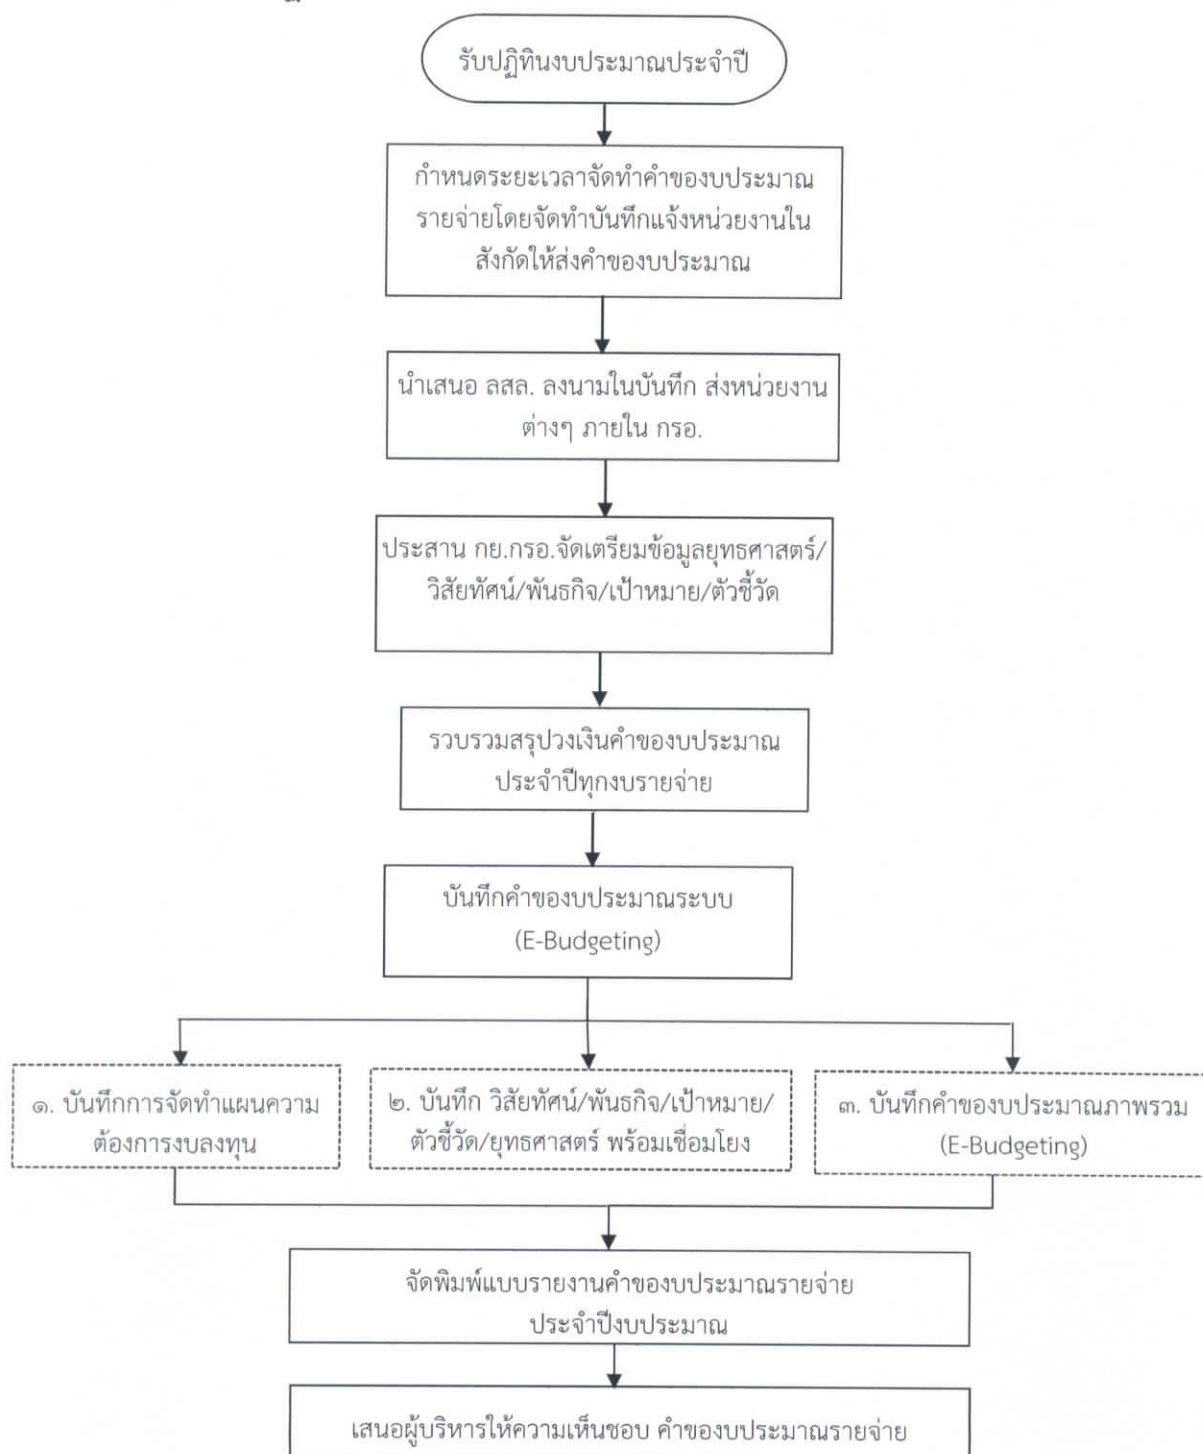 รับปฏิทินงบประมาณประจำปี
กำหนดระยะเวลาจัดทำคำของบประมาณ
รายจ่ายโดยจัดทำบันทึกแจ้งหน่วยงานใน
สังกัดให้ส่งคำของบประมาณ
นำเสนอ ลสล. ลงนามในบันทึก ส่งหน่วยงาน
ต่างๆ ภายใน กรอ.
ประสาน กย.กรอ.จัดเตรียมข้อมูลยุทธศาสตร์/
วิสัยทัศน์/พันธกิจ/เป้าหมาย/ตัวชี้วัด
รวบรวมสรุปวงเงินคำของบประมาณ
ประจำปีทุกงบรายจ่าย
บันทึกคำของบประมาณระบบ
(E-Budgeting)
๑. บันทึกการจัดทำแผนความ
ต้องการงบลงทุน
๒. บันทึก วิสัยทัศน์/พันธกิจ/เป้าหมาย/
ตัวชี้วัด/ยุทธศาสตร์ พร้อมเชื่อมโยง
๓. บันทึกคำของบประมาณภาพรวม
(E-Budgeting)
จัดพิมพ์แบบรายงานคำของบประมาณรายจ่าย
ประจำปีงบประมาณ
เสนอผู้บริหารให้ความเห็นชอบ คำของบประมาณรายจ่าย